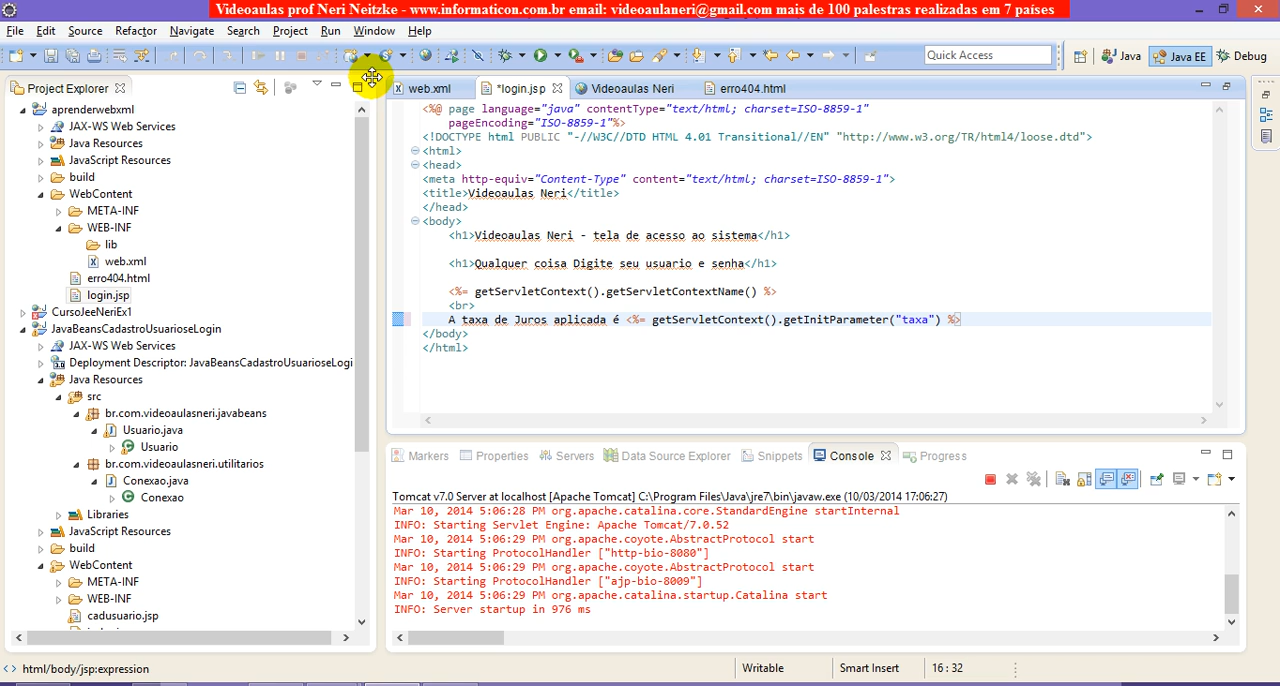 Videoaulas prof Neri Neitzke - www.informaticon.com.br email: videoaulaneri@gmail.com mais de 100 palestras realizadas em 7 países
File Edit Source Refactor Navigate Search Project Run Window Help
Quick Access
Java
Java EE
Debug
Project Explorer
aprenderwebxml
JAX-WS Web Services
Java Resources
JavaScript Resources
build
WebContent
META-INF
WEB-INF
lib
web.xml
erro404.html
login.jsp
CursoJeeNeriEx1
JavaBeansCadastroUsuarioseLogin
JAX-WS Web Services
Deployment Descriptor: JavaBeansCadastroUsuarioseLogi
Java Resources
src
br.com.videoaulasneri.javabeans
Usuario.java
Usuario
br.com.videoaulasneri.utilitarios
Conexao.java
Conexao
Libraries
JavaScript Resources
build
WebContent
META-INF
WEB-INF
cadusuario.jsp
web.xml
*login.jsp
Videoaulas Neri
erro404.html
<%@ page language="java" contentType="text/html; charset=ISO-8859-1"
pageEncoding="ISO-8859-1"%>
<!DOCTYPE html PUBLIC "-//W3C//DTD HTML 4.01 Transitional//EN" "http://www.w3.org/TR/html4/loose.dtd">
<html>
<head>
<meta http-equiv="Content-Type" content="text/html; charset=ISO-8859-1">
<title>Videoaulas Neri</title>
</head>
<body>
<h1>Videoaulas Neri - tela de acesso ao sistema</h1>
<h1>Qualquer coisa Digite seu usuario e senha</h1>
<%= getServletContext().getServletContextName() %>
<br>
A taxa de Juros aplicada é <%= getServletContext().getInitParameter("taxa") %>
</body>
</html>
Markers
Properties
Servers
Data Source Explorer
Snippets
Console
Progress
Tomcat v7.0 Server at localhost [Apache Tomcat] C:\Program Files\Java\jre7\bin\javaw.exe (10/03/2014 17:06:27)
Mar 10, 2014 5:06:28 PM org.apache.catalina.core.StandardEngine startInternal
INFO: Starting Servlet Engine: Apache Tomcat/7.0.52
Mar 10, 2014 5:06:29 PM org.apache.coyote.AbstractProtocol start
INFO: Starting ProtocolHandler ["http-bio-8080"]
Mar 10, 2014 5:06:29 PM org.apache.coyote.AbstractProtocol start
INFO: Starting ProtocolHandler ["ajp-bio-8009"]
Mar 10, 2014 5:06:29 PM org.apache.catalina.startup.Catalina start
INFO: Server startup in 976 ms
html/body/jsp:expression
Writable
Smart Insert
16 : 32